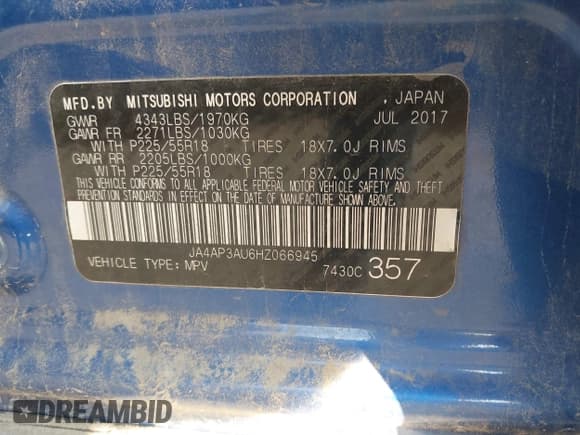 MFD.BY MITSUBISHI MOTORS CORPORATION , JAPAN
GVWR 4343LBS/1970KG JUL 2017
GAWR FR 2271LBS/1030KG
WITH P225/55R18 TIRES 18X7.0J RIMS
GAWR RR 2205LBS/1000KG
WITH P225/55R18 TIRES 18X7.0J RIMS
THIS VEHICLE CONFORMS TO ALL APPLICABLE FEDERAL MOTOR VEHICLE SAFETY AND THEFT
PREVENTION STANDARDS IN EFFECT ON THE DATE OF MANUFACTURE SHOWN ABOVE.
JA4AP3AU6HZ066945
VEHICLE TYPE: MPV 7430C 357
DREAMBID